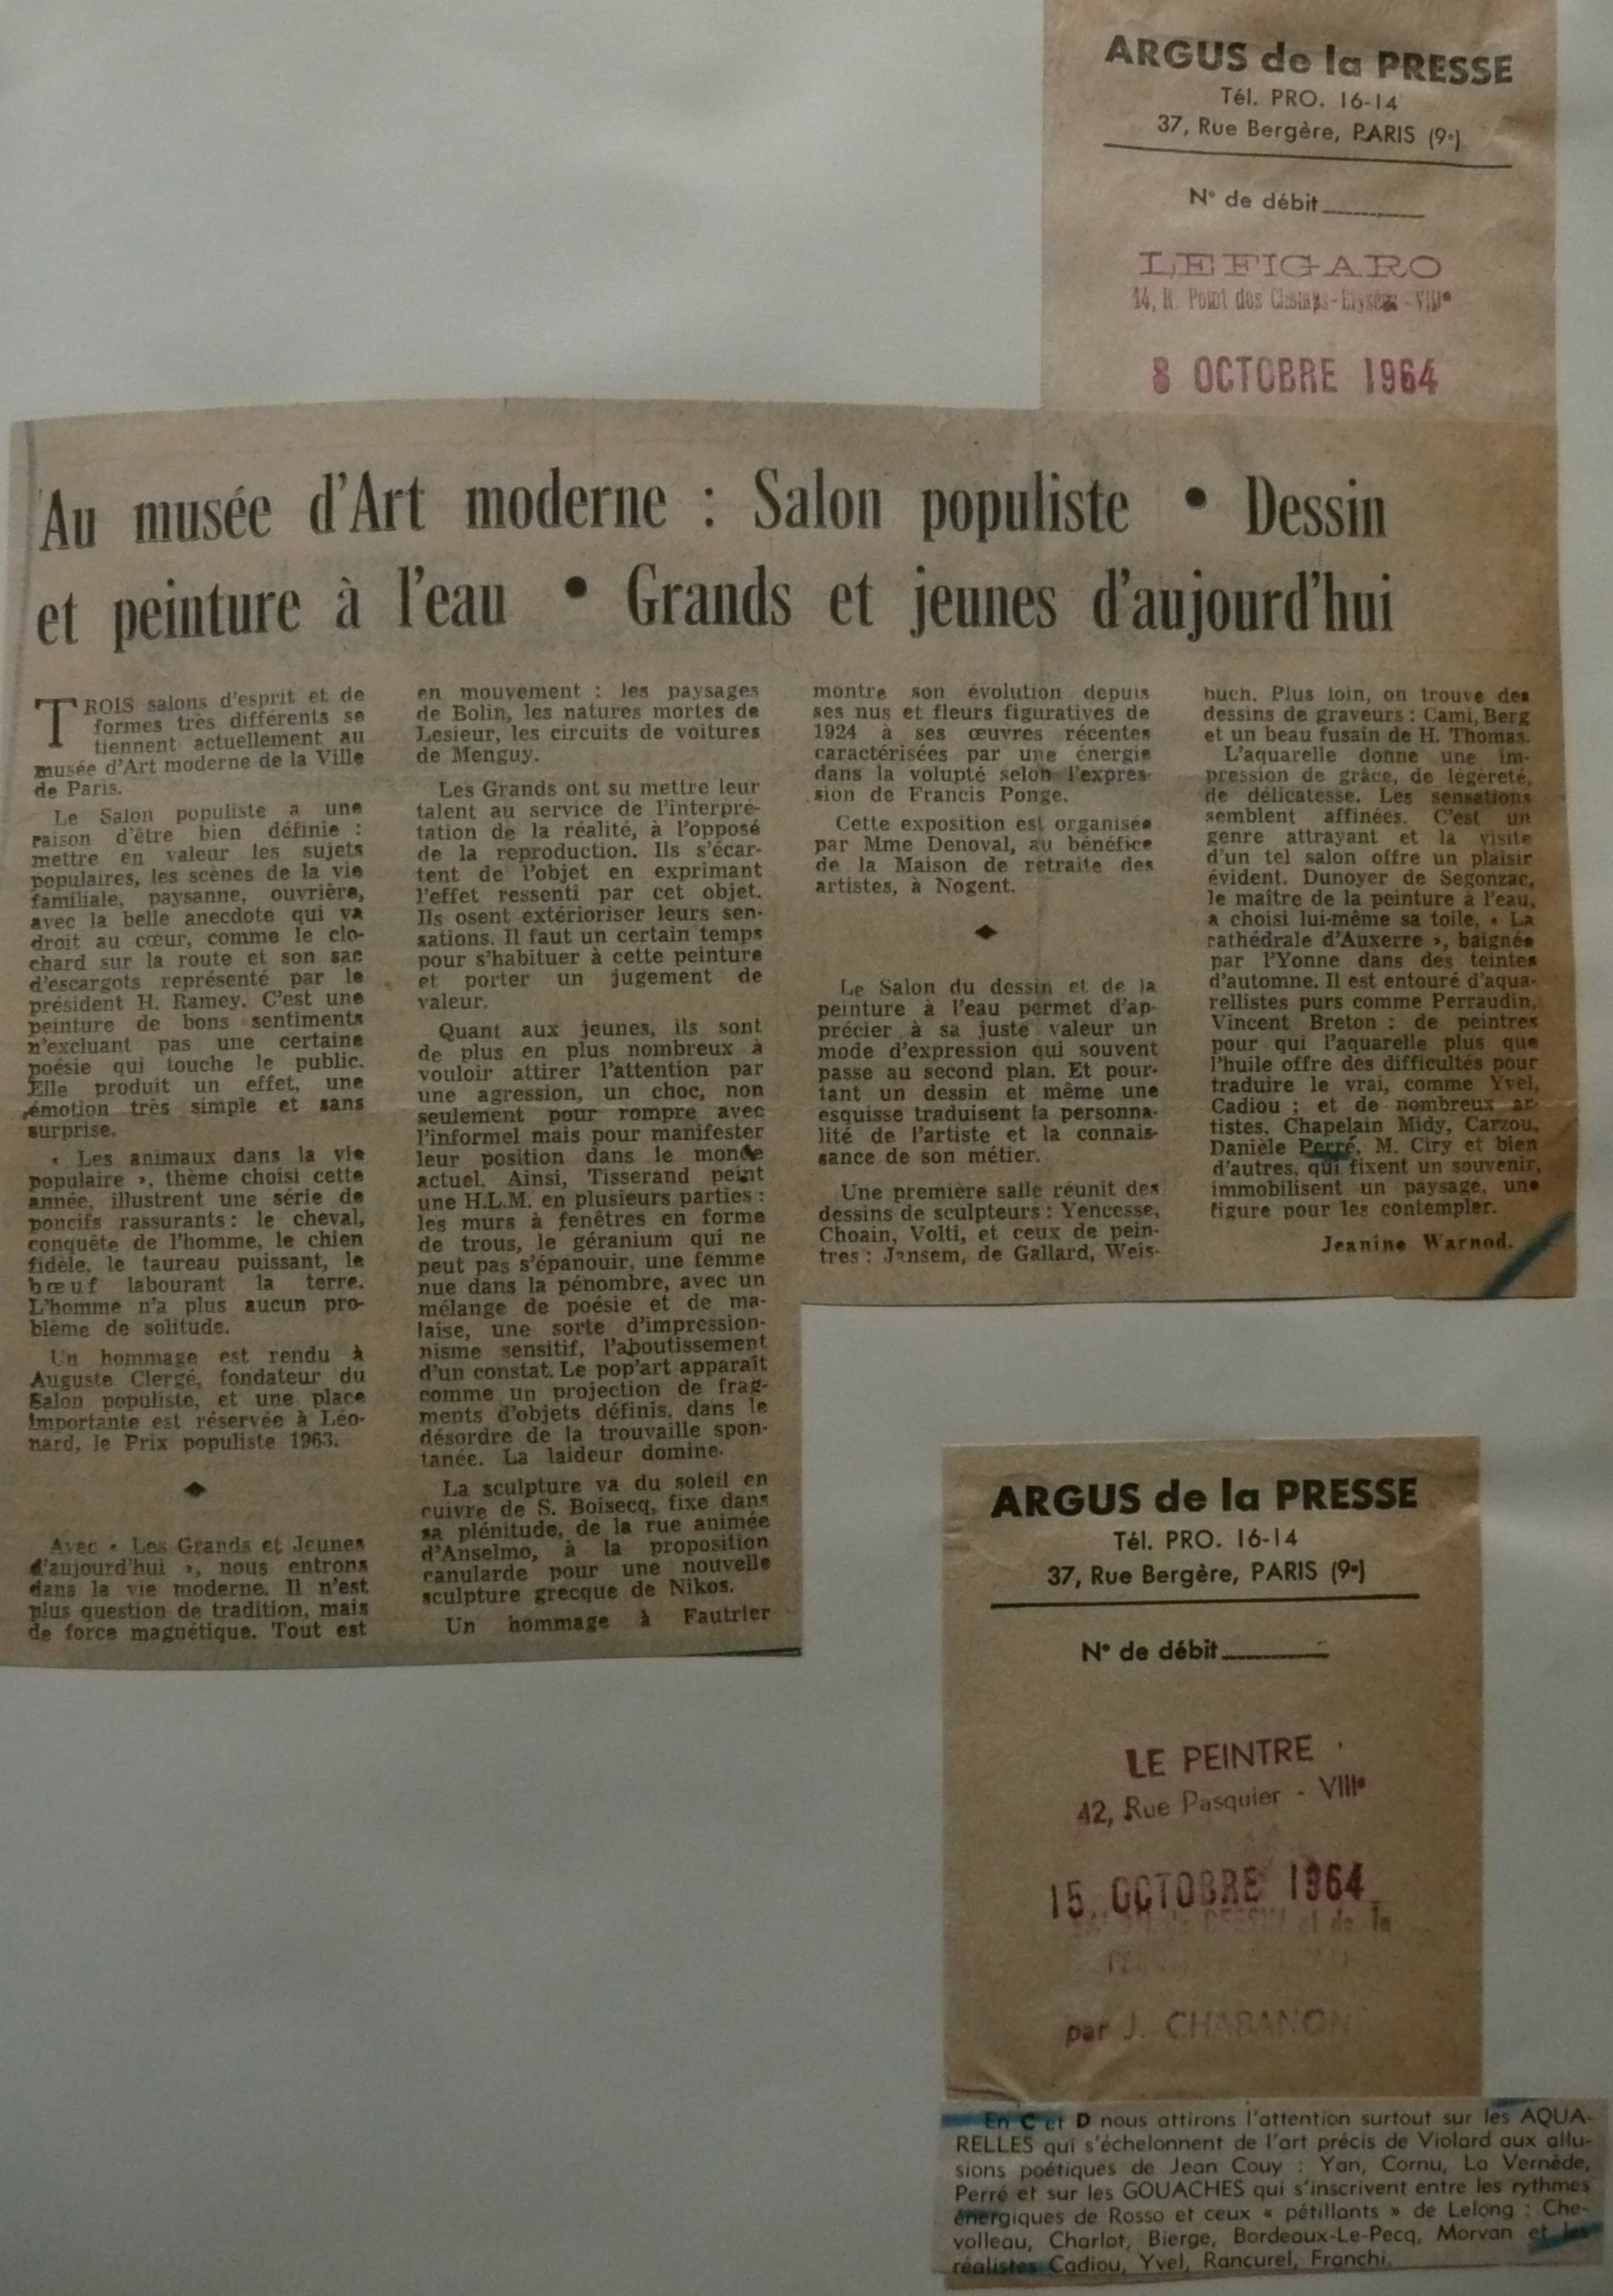 ARGUS de la PRESSE
Tél. PRO. 16-14
37, Rue Bergère, PARIS (9e)
N° de débit
LE FIGARO
14, R. Point des Champs-Elysées - VIIIe
8 OCTOBRE 1964
Au musée d'Art moderne : Salon populiste • Dessin
et peinture à l'eau • Grands et jeunes d'aujourd'hui
TROIS salons d'esprit et de
formes très différents se
tiennent actuellement au
musée d'Art moderne de la Ville
de Paris.
Le Salon populiste a une
raison d'être bien définie :
mettre en valeur les sujets
populaires, les scènes de la vie
familiale, paysanne, ouvrière,
avec la belle anecdote qui va
droit au cœur, comme le clo-
chard sur la route et son sac
d'escargots représenté par le
président H. Ramey. C'est une
peinture de bons sentiments
n'excluant pas une certaine
poésie qui touche le public.
Elle produit un effet, une
émotion très simple et sans
surprise.
« Les animaux dans la vie
populaire », thème choisi cette
année, illustrent une série de
poncifs rassurants : le cheval,
conquête de l'homme, le chien
fidèle, le taureau puissant, le
bœuf labourant la terre.
L'homme n'a plus aucun pro-
blème de solitude.
Un hommage est rendu à
Auguste Clergé, fondateur du
Salon populiste, et une place
importante est réservée à Léo-
nard, le Prix populiste 1963.
Avec « Les Grands et Jeunes
d'aujourd'hui », nous entrons
dans la vie moderne. Il n'est
plus question de tradition, mais
de force magnétique. Tout est
en mouvement : les paysages
de Bolin, les natures mortes de
Lesieur, les circuits de voitures
de Menguy.
Les Grands ont su mettre leur
talent au service de l'interpré-
tation de la réalité, à l'opposé
de la reproduction. Ils s'écar-
tent de l'objet en exprimant
l'effet ressenti par cet objet.
Ils osent extérioriser leurs sen-
sations. Il faut un certain temps
pour s'habituer à cette peinture
et porter un jugement de
valeur.
Quant aux jeunes, ils sont
de plus en plus nombreux à
vouloir attirer l'attention par
une agression, un choc, non
seulement pour rompre avec
l'informel mais pour manifester
leur position dans le monde
actuel. Ainsi, Tisserand peint
une H.L.M. en plusieurs parties :
les murs à fenêtres en forme
de trous, le géranium qui ne
peut pas s'épanouir, une femme
nue dans la pénombre, avec un
mélange de poésie et de ma-
laise, une sorte d'impression-
nisme sensitif, l'aboutissement
d'un constat. Le pop'art apparaît
comme un projection de frag-
ments d'objets définis, dans le
désordre de la trouvaille spon-
tanée. La laideur domine.
La sculpture va du soleil en
cuivre de S. Boisecq, fixe dans
sa plénitude, de la rue animée
d'Anselmo, à la proposition
canularde pour une nouvelle
sculpture grecque de Nikos.
Un hommage à Fautrier
montre son évolution depuis
ses nus et fleurs figuratives de
1924 à ses œuvres récentes
caractérisées par une énergie
dans la volupté selon l'expres-
sion de Francis Ponge.
Cette exposition est organisée
par Mme Denoval, au bénéfice
de la Maison de retraite des
artistes, à Nogent.
Le Salon du dessin et de la
peinture à l'eau permet d'ap-
précier à sa juste valeur un
mode d'expression qui souvent
passe au second plan. Et pour-
tant un dessin et même une
esquisse traduisent la personna-
lité de l'artiste et la connais-
sance de son métier.
Une première salle réunit des
dessins de sculpteurs : Yencesse,
Choain, Volti, et ceux de pein-
tres : Jansem, de Gallard, Weis-
buch. Plus loin, on trouve des
dessins de graveurs : Cami, Berg
et un beau fusain de H. Thomas.
L'aquarelle donne une im-
pression de grâce, de légèreté,
de délicatesse. Les sensations
semblent affinées. C'est un
genre attrayant et la visite
d'un tel salon offre un plaisir
évident. Dunoyer de Segonzac,
le maître de la peinture à l'eau,
a choisi lui-même sa toile, « La
cathédrale d'Auxerre », baignée
par l'Yonne dans des teintes
d'automne. Il est entouré d'aqua-
rellistes purs comme Perraudin,
Vincent Breton : de peintres
pour qui l'aquarelle plus que
l'huile offre des difficultés pour
traduire le vrai, comme Yvel,
Cadiou ; et de nombreux ar-
tistes, Chapelain Midy, Carzou,
Danièle Perré, M. Ciry et bien
d'autres, qui fixent un souvenir,
immobilisent un paysage, une
figure pour les contempler.
Jeanine Warnod.
ARGUS de la PRESSE
Tél. PRO. 16-14
37, Rue Bergère, PARIS (9e)
N° de débit
LE PEINTRE
42, Rue Pasquier - VIIIe
15 OCTOBRE 1964
DESSIN et de la
par J. CHABANON
En C et D nous attirons l'attention surtout sur les AQUA-
RELLES qui s'échelonnent de l'art précis de Violard aux allu-
sions poétiques de Jean Couy : Yan, Cornu, La Vernède,
Perré et sur les GOUACHES qui s'inscrivent entre les rythmes
énergiques de Rosso et ceux « pétillants » de Lelong : Che-
volleau, Charlot, Bierge, Bordeaux-Le-Pecq, Morvan et les
réalistes Cadiou, Yvel, Rancurel, Franchi.